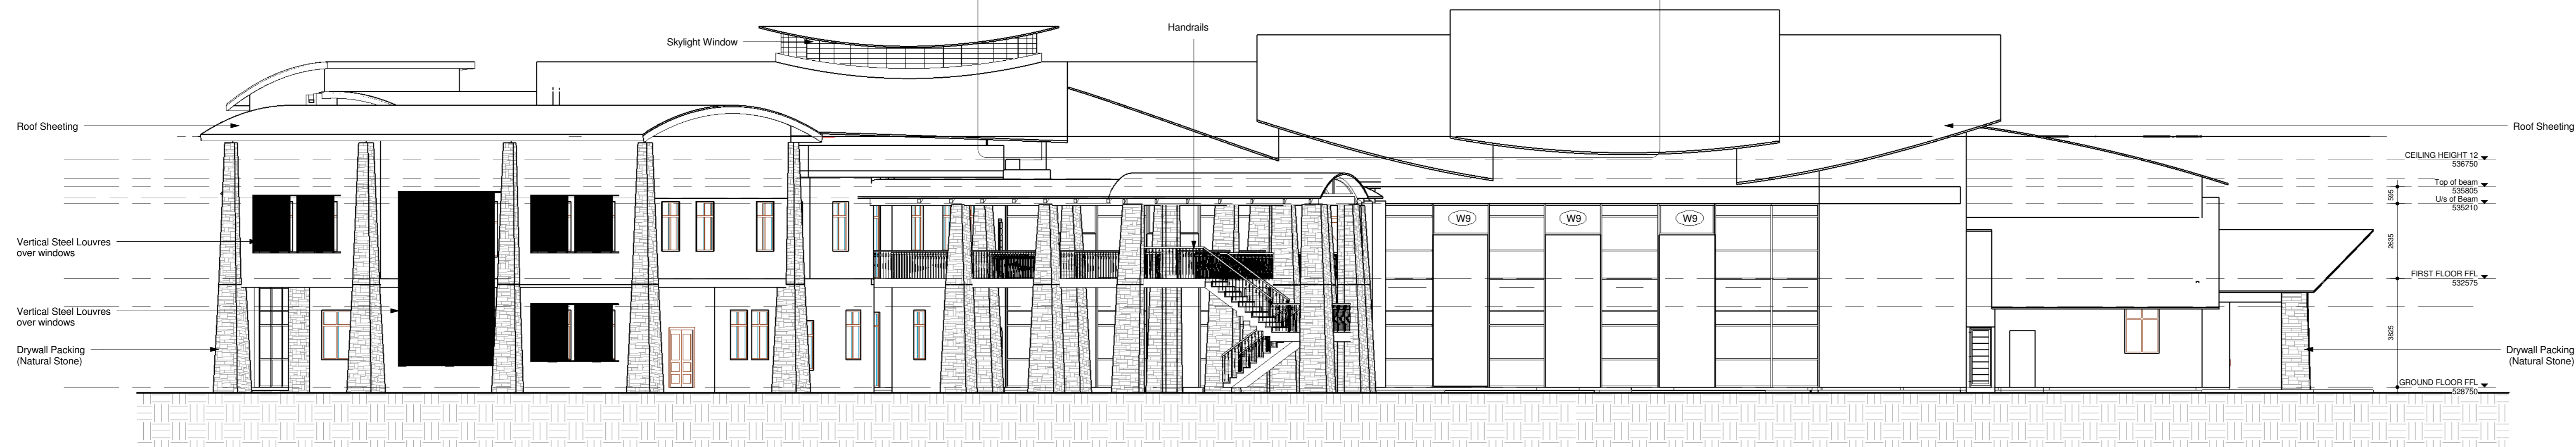 Handrails
Skylight Window
Roof Sheeting
Roof Sheeting
CEILING HEIGHT 12
536750
Top of beam
535805
595
U/s of Beam
535210
W9
W9
W9
Vertical Steel Louvres
over windows
2635
FIRST FLOOR FFL
532575
Vertical Steel Louvres
over windows
3825
Drywall Packing
(Natural Stone)
Drywall Packing
(Natural Stone)
GROUND FLOOR FFL
528750